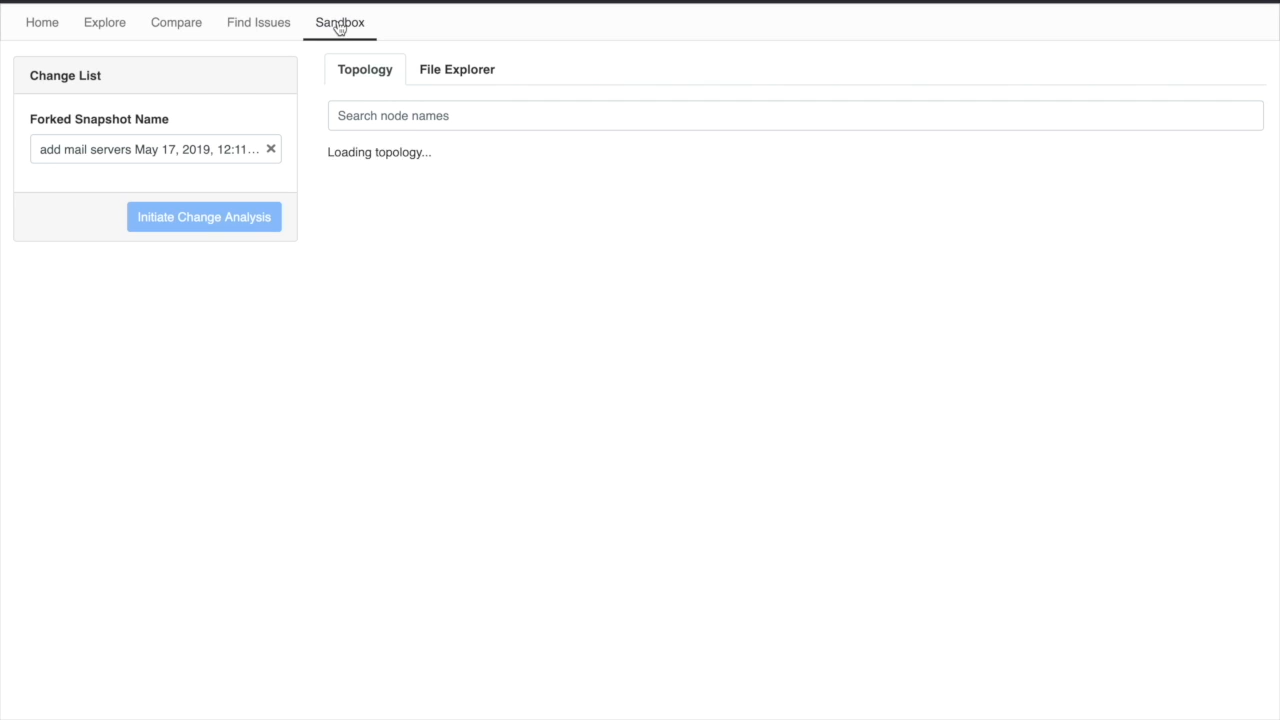 Home Explore Compare Find Issues Sandbox
Change List
Forked Snapshot Name
add mail servers May 17, 2019, 12:11...
Initiate Change Analysis
Topology File Explorer
Search node names
Loading topology...